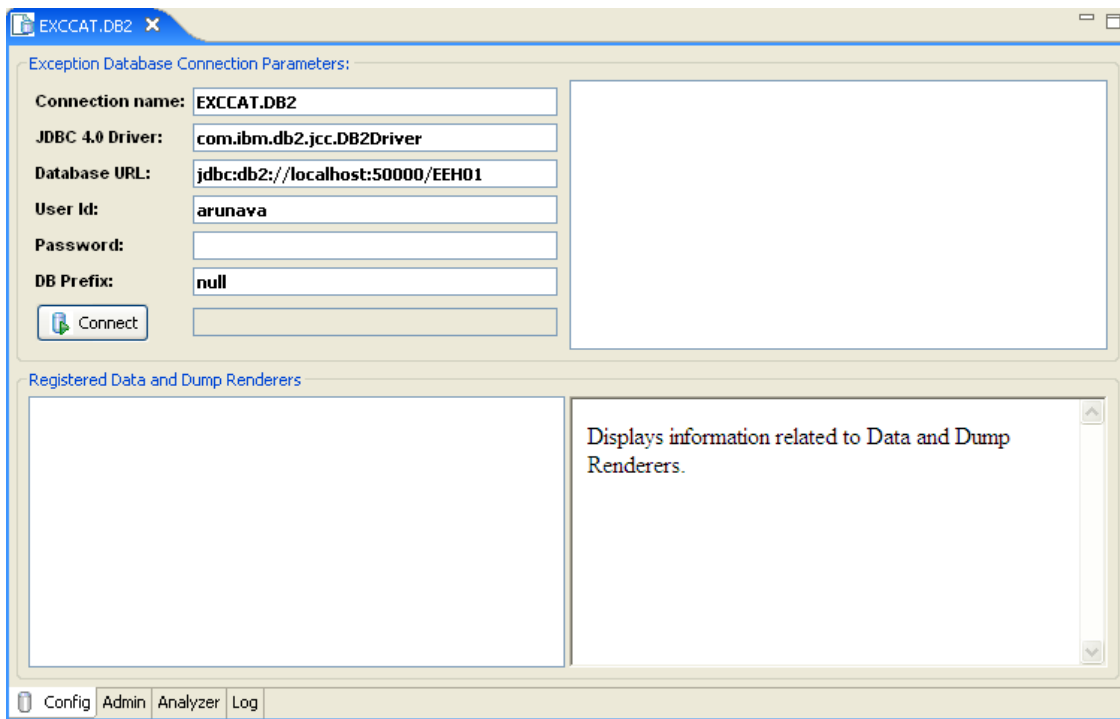 EXCCAT.DB2
Exception Database Connection Parameters:
Connection name: EXCCAT.DB2
JDBC 4.0 Driver: com.ibm.db2.jcc.DB2Driver
Database URL: jdbc:db2://localhost:50000/EEH01
User Id: arunava
Password:
DB Prefix: null
Connect
Registered Data and Dump Renderers
Displays information related to Data and Dump
Renderers.
Config Admin Analyzer Log